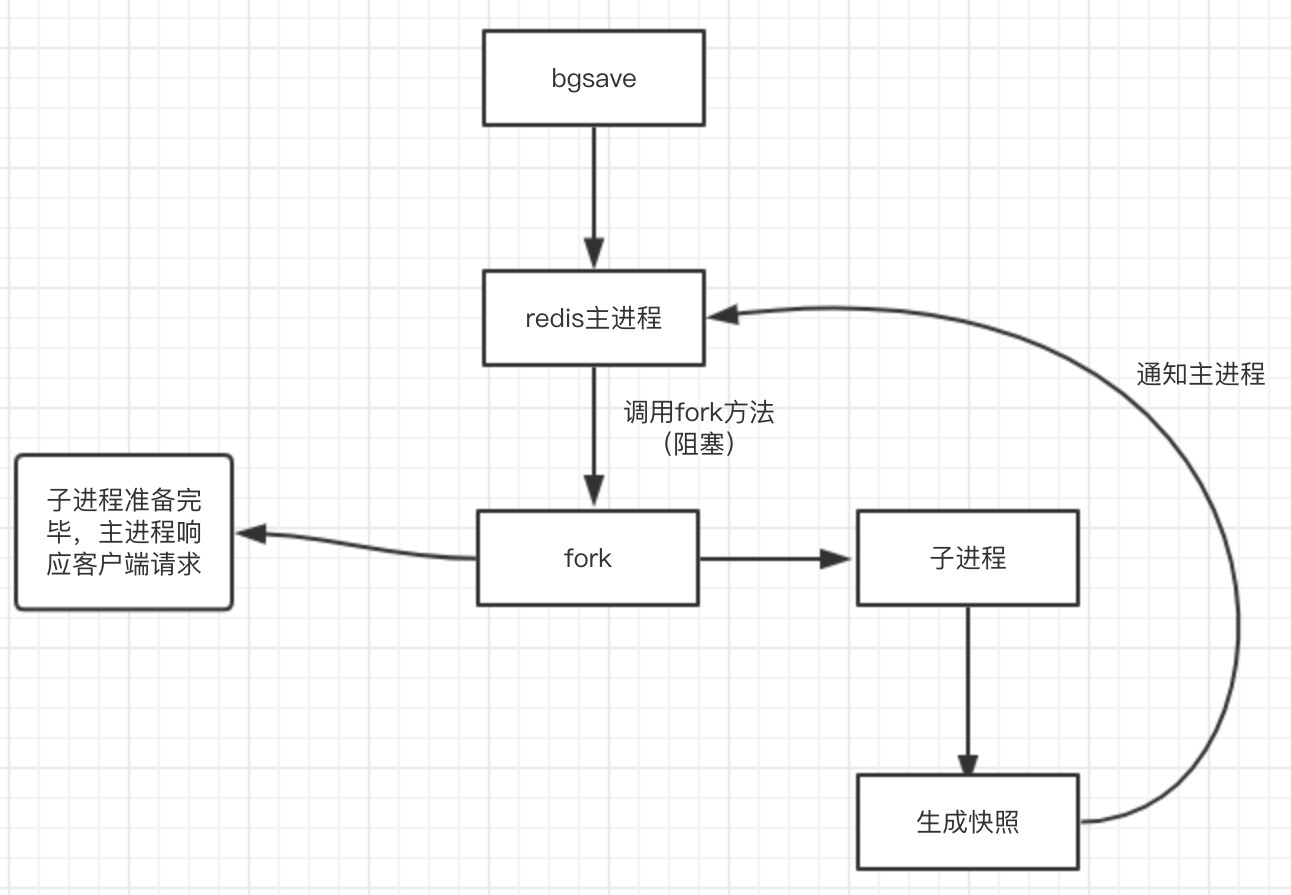 bgsave
redis主进程
通知主进程
调用fork方法
（阻塞）
子进程准备完
毕，主进程响
应客户端请求
fork
子进程
生成快照